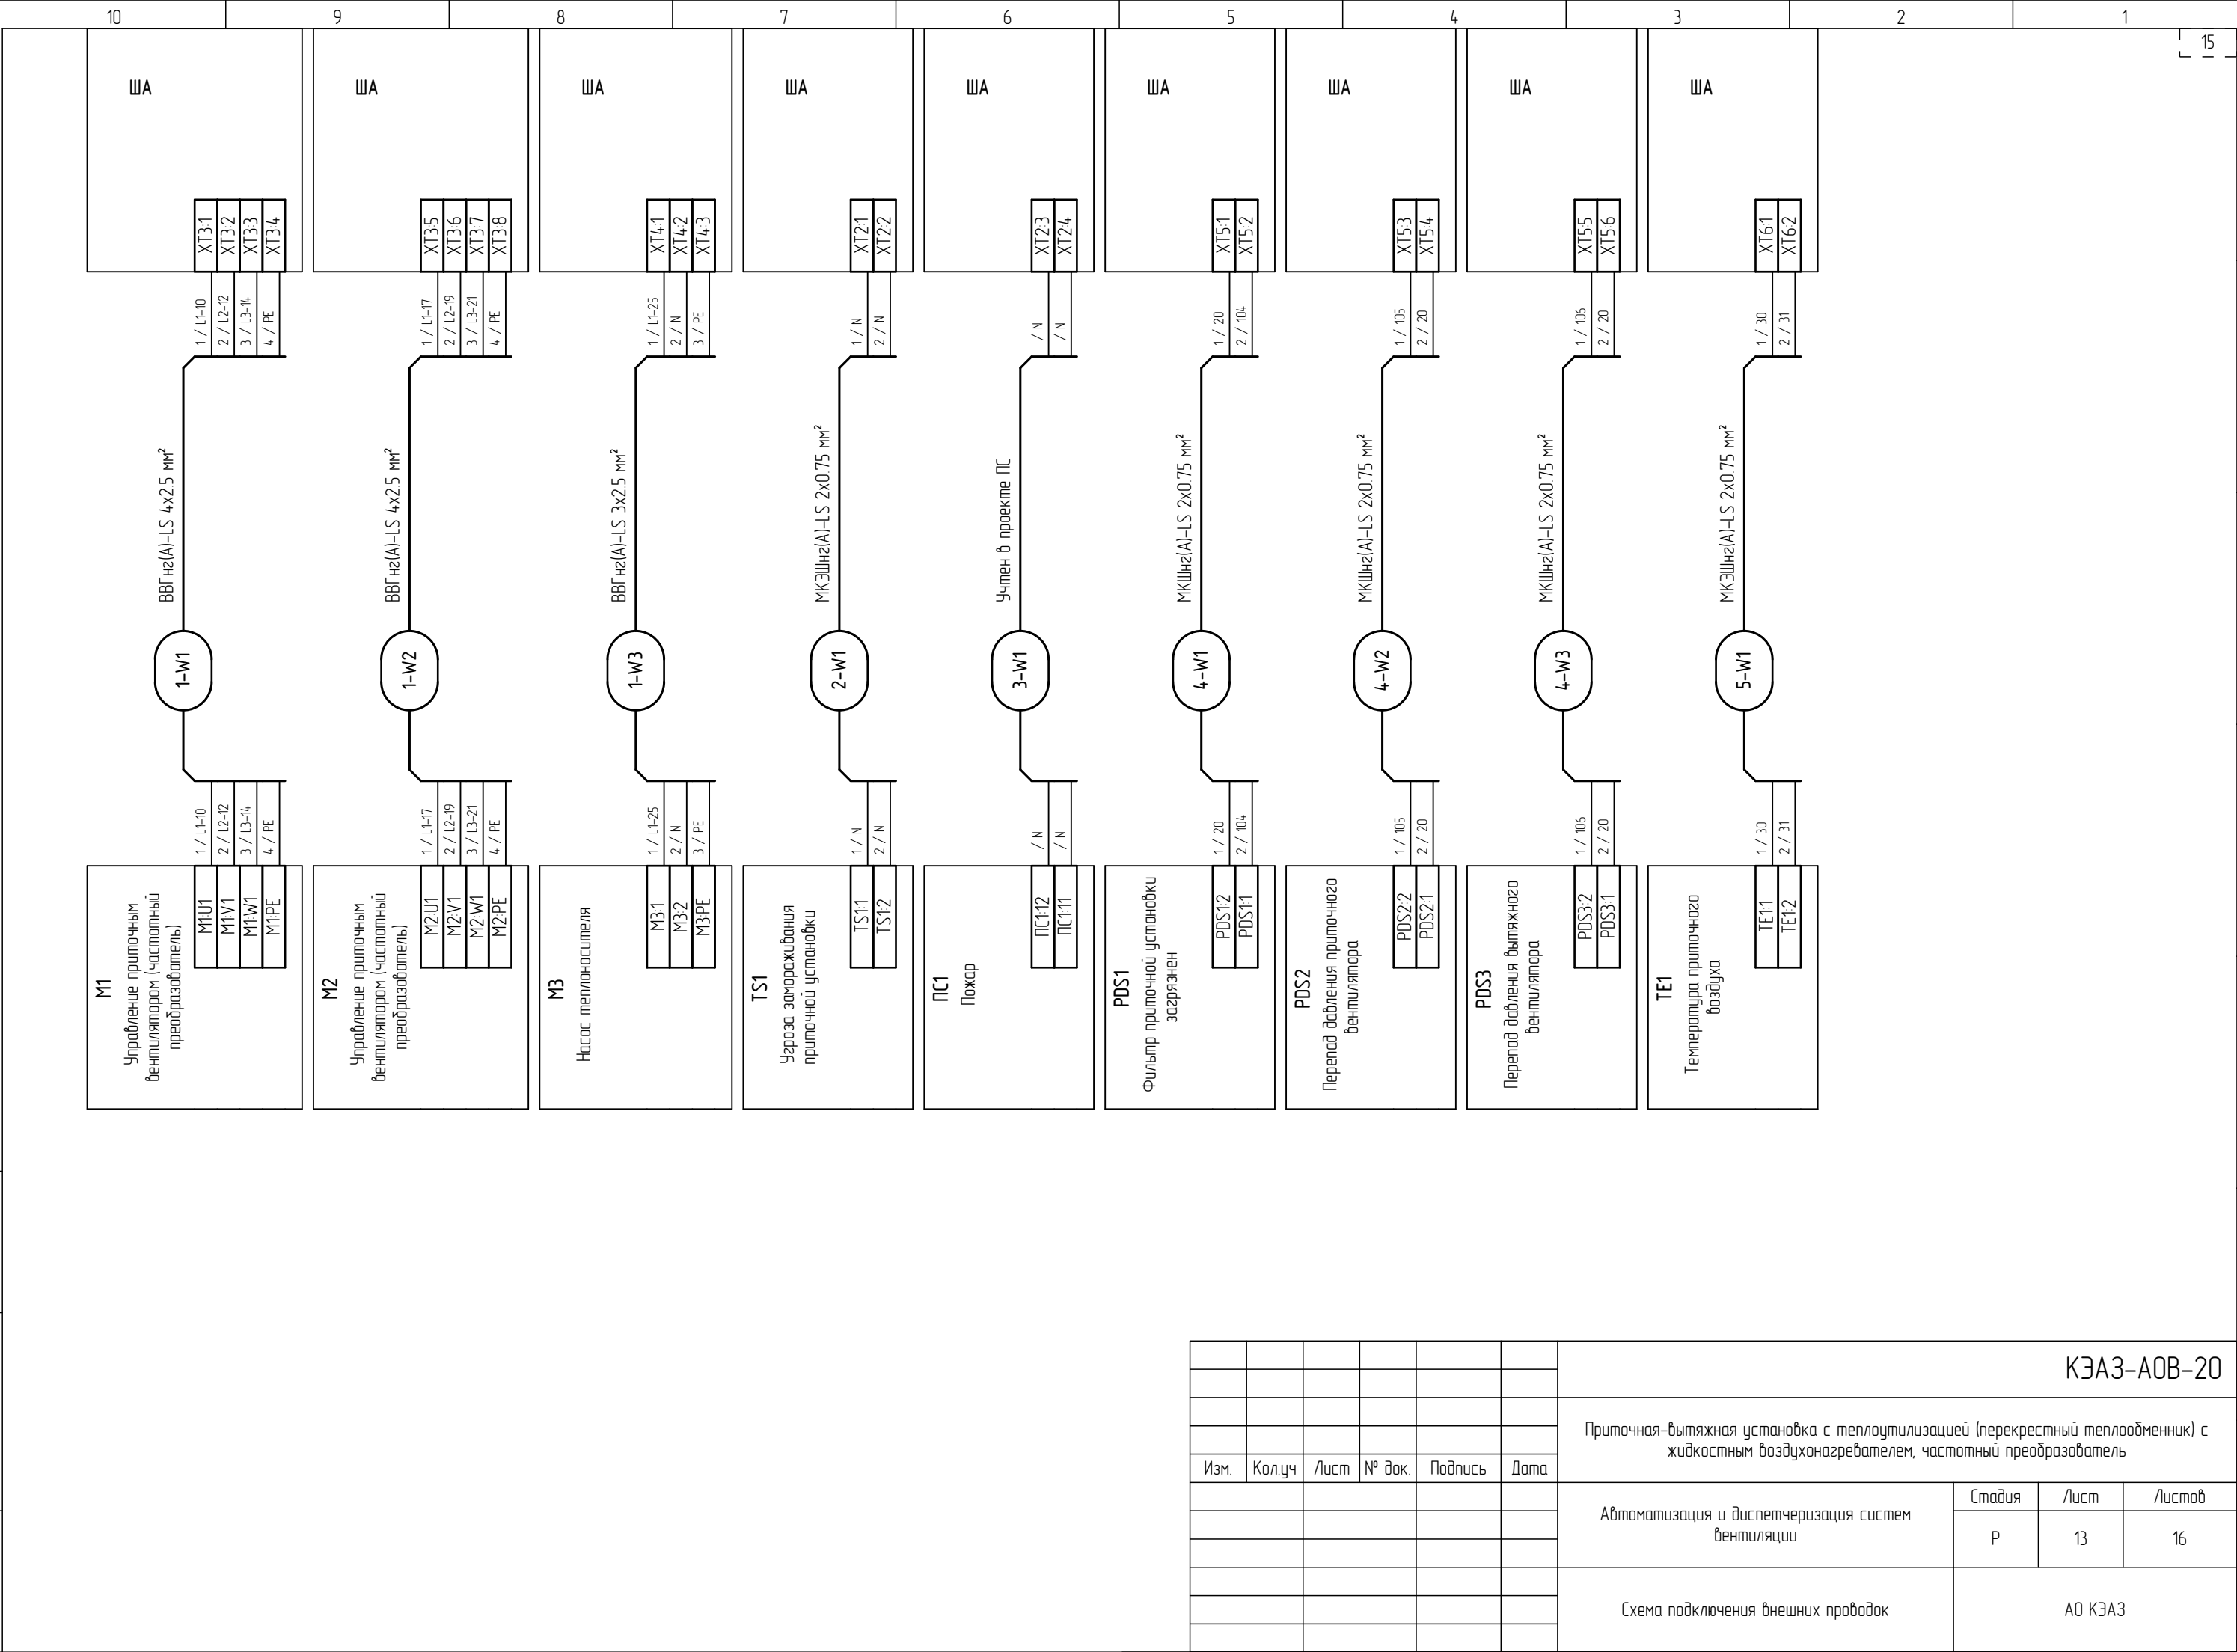 10 9 8 7 6 5 4 3 2 1
15
ША ША ША ША ША ША ША ША ША
XT3:1
XT3:2
XT3:3
XT3:4
1 / L1-10
2 / L2-12
3 / L3-14
4 / PE
ВВГнг(А)-LS 4х2.5 мм²
1-W1
1 / L1-10
2 / L2-12
3 / L3-14
4 / PE
M1:U1
M1:V1
M1:W1
M1:PE
M1
Управление приточным
вентилятором (частотный
преобразователь)
XT3:5
XT3:6
XT3:7
XT3:8
1 / L1-17
2 / L2-19
3 / L3-21
4 / PE
ВВГнг(А)-LS 4х2.5 мм²
1-W2
1 / L1-17
2 / L2-19
3 / L3-21
4 / PE
M2:U1
M2:V1
M2:W1
M2:PE
M2
Управление приточным
вентилятором (частотный
преобразователь)
XT4:1
XT4:2
XT4:3
1 / L1-25
2 / N
3 / PE
ВВГнг(А)-LS 3х2.5 мм²
1-W3
1 / L1-25
2 / N
3 / PE
M3:1
M3:2
M3:PE
M3
Насос теплоносителя
XT2:1
XT2:2
1 / N
2 / N
МКЭШнг(А)-LS 2х0.75 мм²
2-W1
1 / N
2 / N
TS1:1
TS1:2
TS1
Угроза замораживания
приточной установки
XT2:3
XT2:4
/ N
/ N
Учтен в проекте ПС
3-W1
/ N
/ N
ПС1:12
ПС1:11
ПС1
Пожар
XT5:1
XT5:2
1 / 20
2 / 104
МКШнг(А)-LS 2х0.75 мм²
4-W1
1 / 20
2 / 104
PDS1:2
PDS1:1
PDS1
Фильтр приточной установки
загрязнен
XT5:3
XT5:4
1 / 105
2 / 20
МКШнг(А)-LS 2х0.75 мм²
4-W2
1 / 105
2 / 20
PDS2:2
PDS2:1
PDS2
Перепад давления приточного
вентилятора
XT5:5
XT5:6
1 / 106
2 / 20
МКШнг(А)-LS 2х0.75 мм²
4-W3
1 / 106
2 / 20
PDS3:2
PDS3:1
PDS3
Перепад давления вытяжного
вентилятора
XT6:1
XT6:2
1 / 30
2 / 31
МКЭШнг(А)-LS 2х0.75 мм²
5-W1
1 / 30
2 / 31
TE1:1
TE1:2
TE1
Температура приточного
воздуха
КЭАЗ-АОВ-20
Приточная-вытяжная установка с теплоутилизацией (перекрестный теплообменник) с
жидкостным воздухонагревателем, частотный преобразователь
Изм. Кол.уч Лист № док. Подпись Дата
Автоматизация и диспетчеризация систем
вентиляции
Стадия Лист Листов
Р 13 16
Схема подключения внешних проводок
АО КЭАЗ